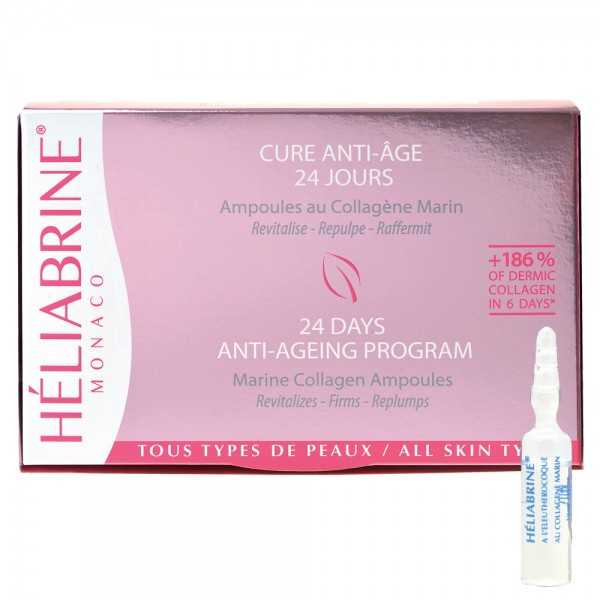 HÉLIABRINE®
MONACO
CURE ANTI-ÂGE
24 JOURS
Ampoules au Collagène Marin
Revitalise - Repulpe - Raffermit
+186 %
OF DERMIC
COLLAGEN
IN 6 DAYS*
24 DAYS
ANTI-AGEING PROGRAM
Marine Collagen Ampoules
Revitalizes - Firms - Replumps
TOUS TYPES DE PEAUX / ALL SKIN TY
HÉLIABRINE®
A L'ELEUTHEROCOQUE
AU COLLAGENE MARIN